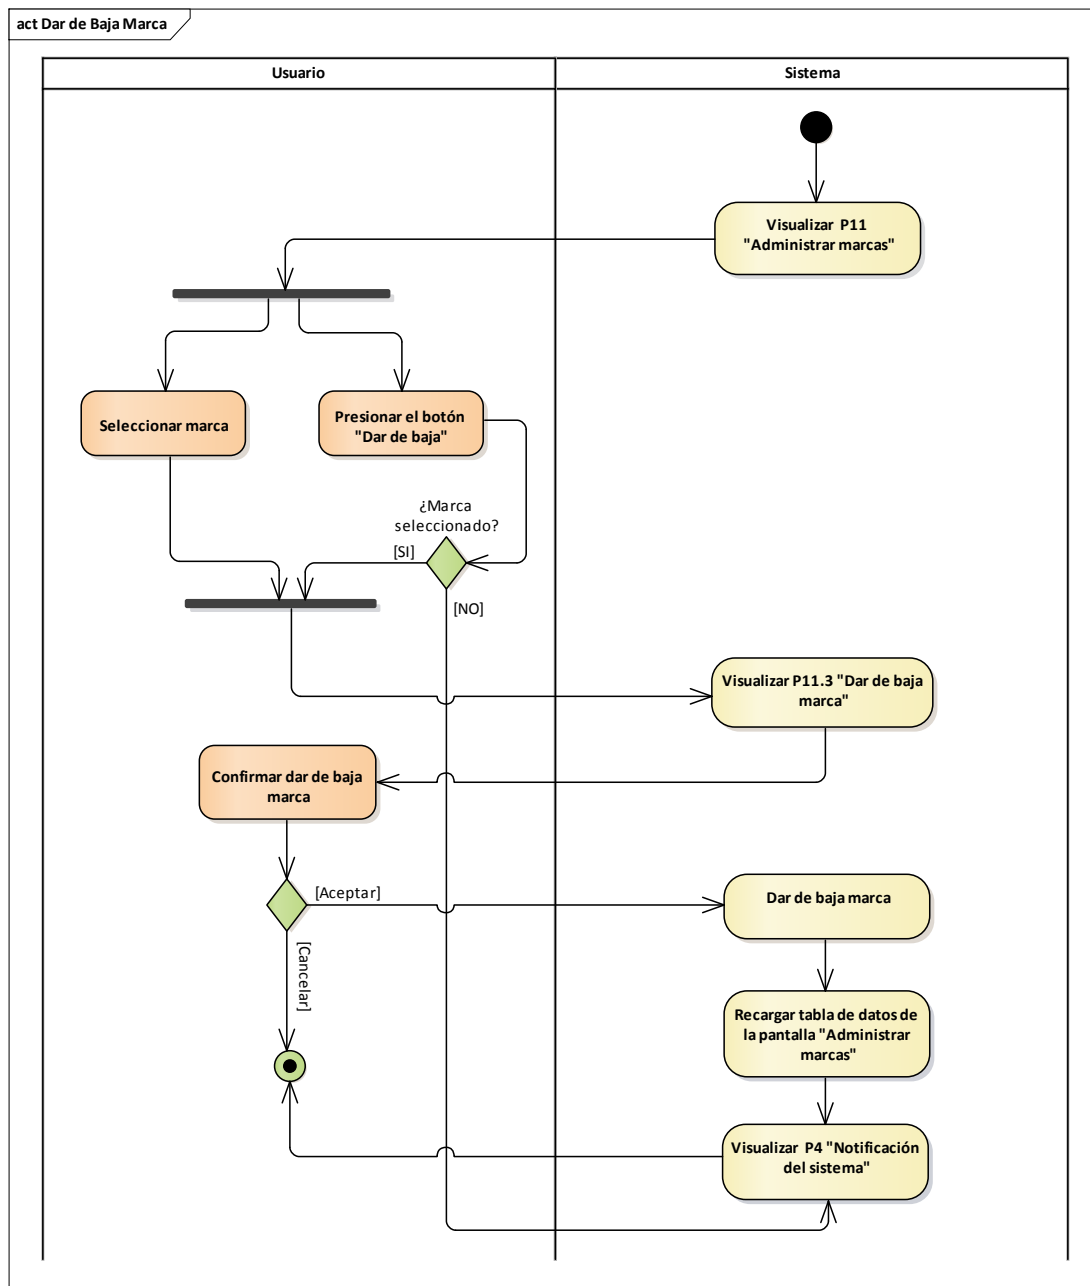 act Dar de Baja Marca
Usuario
Sistema
Visualizar P11
"Administrar marcas"
Seleccionar marca
Presionar el botón
"Dar de baja"
¿Marca
seleccionado?
[SI]
[NO]
Visualizar P11.3 "Dar de baja
marca"
Confirmar dar de baja
marca
[Aceptar]
Dar de baja marca
[Cancelar]
Recargar tabla de datos de
la pantalla "Administrar
marcas"
Visualizar P4 "Notificación
del sistema"